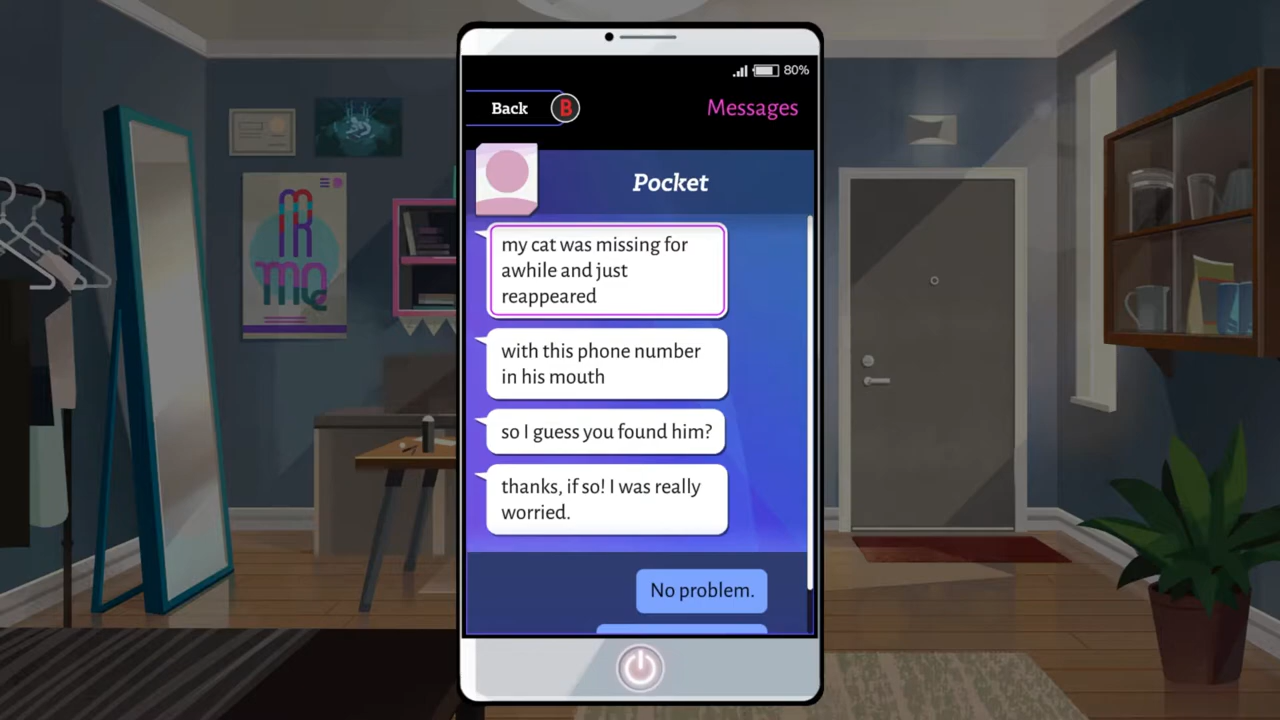 80%
Back B Messages
Pocket
my cat was missing for
awhile and just
reappeared
with this phone number
in his mouth
so I guess you found him?
thanks, if so! I was really
worried.
No problem.